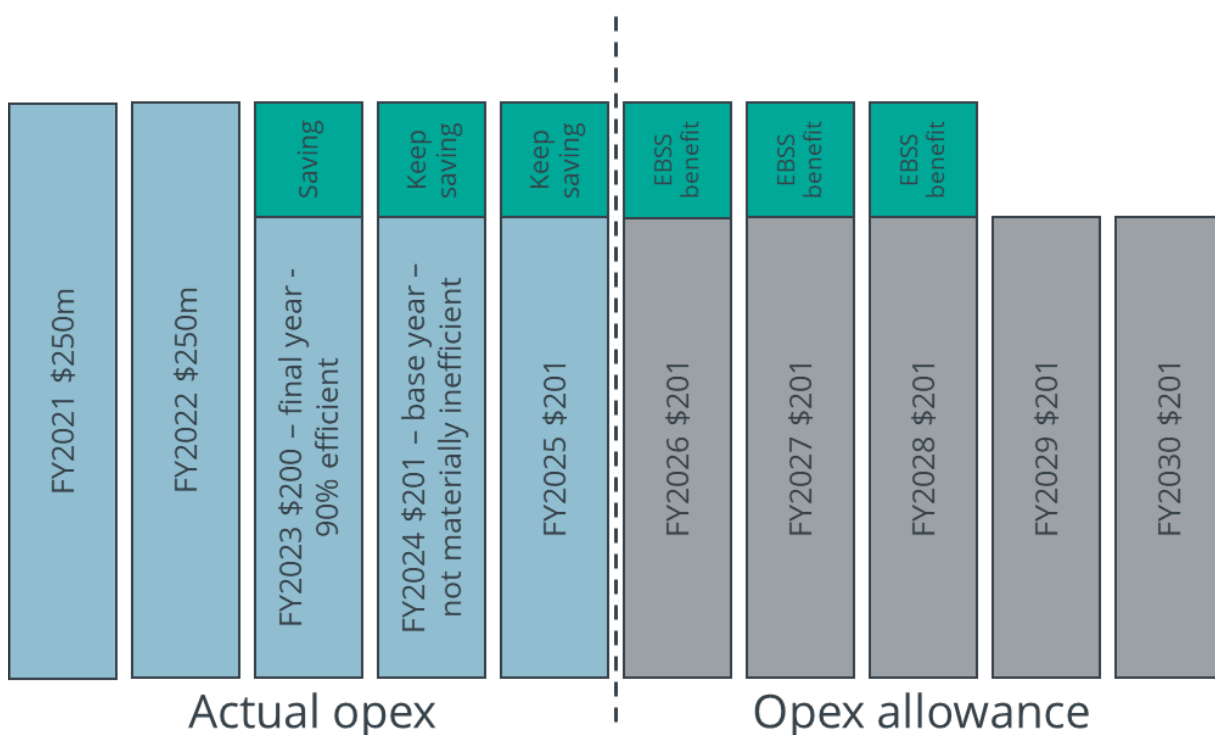 FY2021 $250m
FY2022 $250m
Saving
FY2023 $200 – final year -
90% efficient
Keep
saving
FY2024 $201 – base year –
not materially inefficient
Keep
saving
FY2025 $201
EBSS
benefit
FY2026 $201
EBSS
benefit
FY2027 $201
EBSS
benefit
FY2028 $201
FY2029 $201
FY2030 $201
Actual opex
Opex allowance